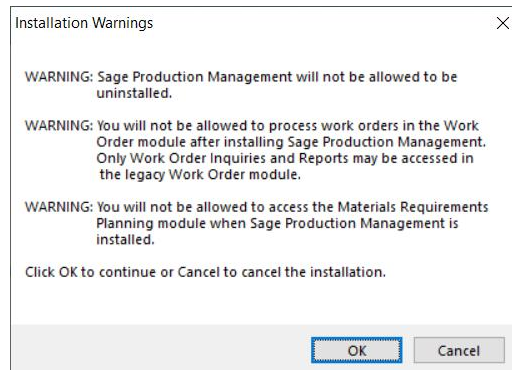 Installation Warnings
WARNING: Sage Production Management will not be allowed to be
uninstalled.
WARNING: You will not be allowed to process work orders in the Work
Order module after installing Sage Production Management.
Only Work Order Inquiries and Reports may be accessed in
the legacy Work Order module.
WARNING: You will not be allowed to access the Materials Requirements
Planning module when Sage Production Management is
installed.
Click OK to continue or Cancel to cancel the installation.
OK
Cancel